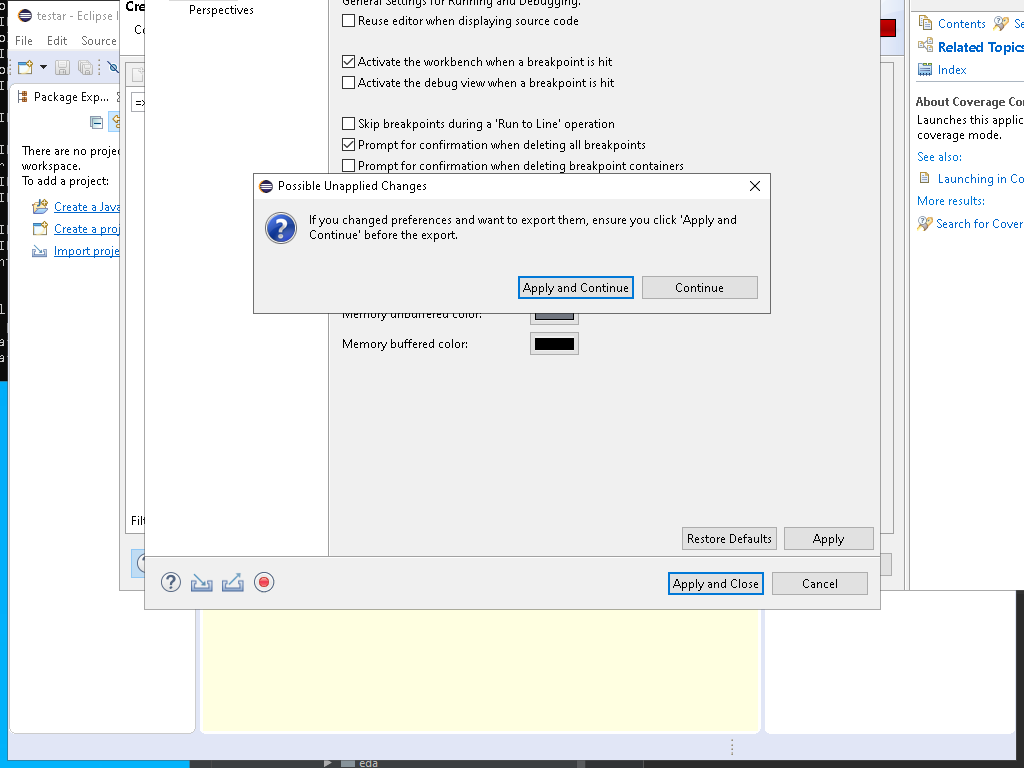 testar - Eclipse I
File Edit Source
Package Exp...
There are no proje
workspace.
To add a project:
Create a Java
Create a proj
Import proje
Cre
=>
Filt
Perspectives
General Settings for Running and Debugging.
Reuse editor when displaying source code
Activate the workbench when a breakpoint is hit
Activate the debug view when a breakpoint is hit
Skip breakpoints during a 'Run to Line' operation
Prompt for confirmation when deleting all breakpoints
Prompt for confirmation when deleting breakpoint containers
Possible Unapplied Changes
If you changed preferences and want to export them, ensure you click 'Apply and
Continue' before the export.
Apply and Continue
Continue
Memory unbuffered color:
Memory buffered color:
Restore Defaults
Apply
Apply and Close
Cancel
Contents
Se
Related Topics
Index
About Coverage Co
Launches this applic
coverage mode.
See also:
Launching in Co
More results:
Search for Cover
eda